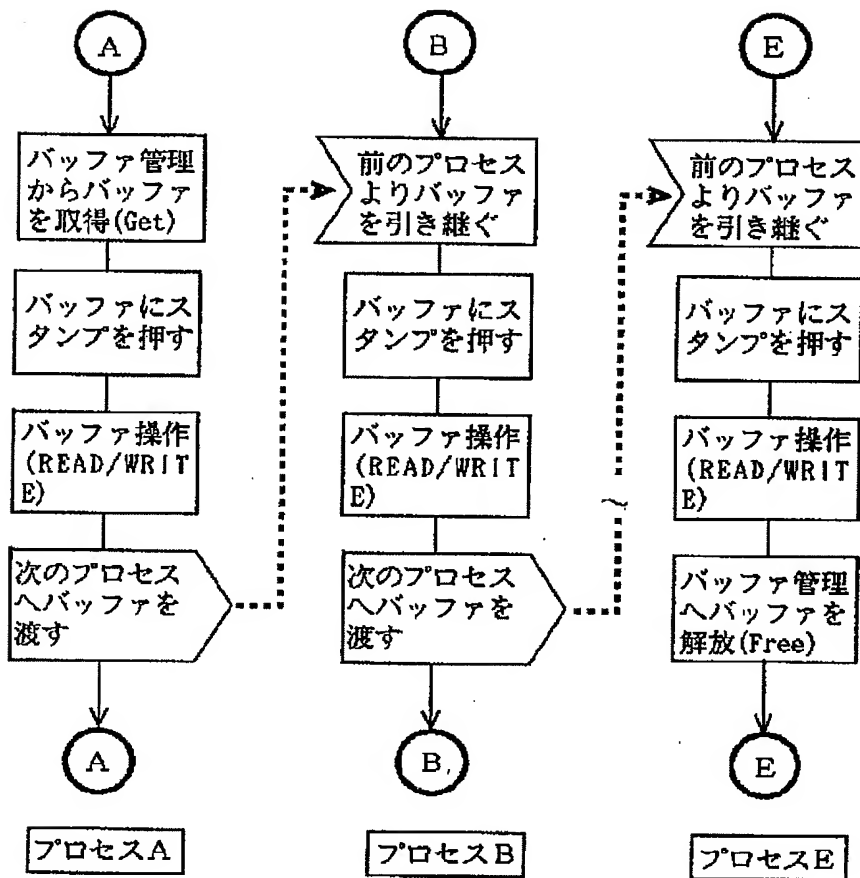 A
バッファ管理
からバッファ
を取得(Get)
バッファにス
タンプを押す
バッファ操作
(READ/WRIT
E)
次のプロセス
へバッファを
渡す
A
プロセスA
B
前のプロセス
よりバッファ
を引き継ぐ
バッファにス
タンプを押す
バッファ操作
(READ/WRIT
E)
次のプロセス
へバッファを
渡す
B
プロセスB
E
前のプロセス
よりバッファ
を引き継ぐ
バッファにス
タンプを押す
バッファ操作
(READ/WRIT
E)
バッファ管理
へバッファを
解放(Free)
E
プロセスE